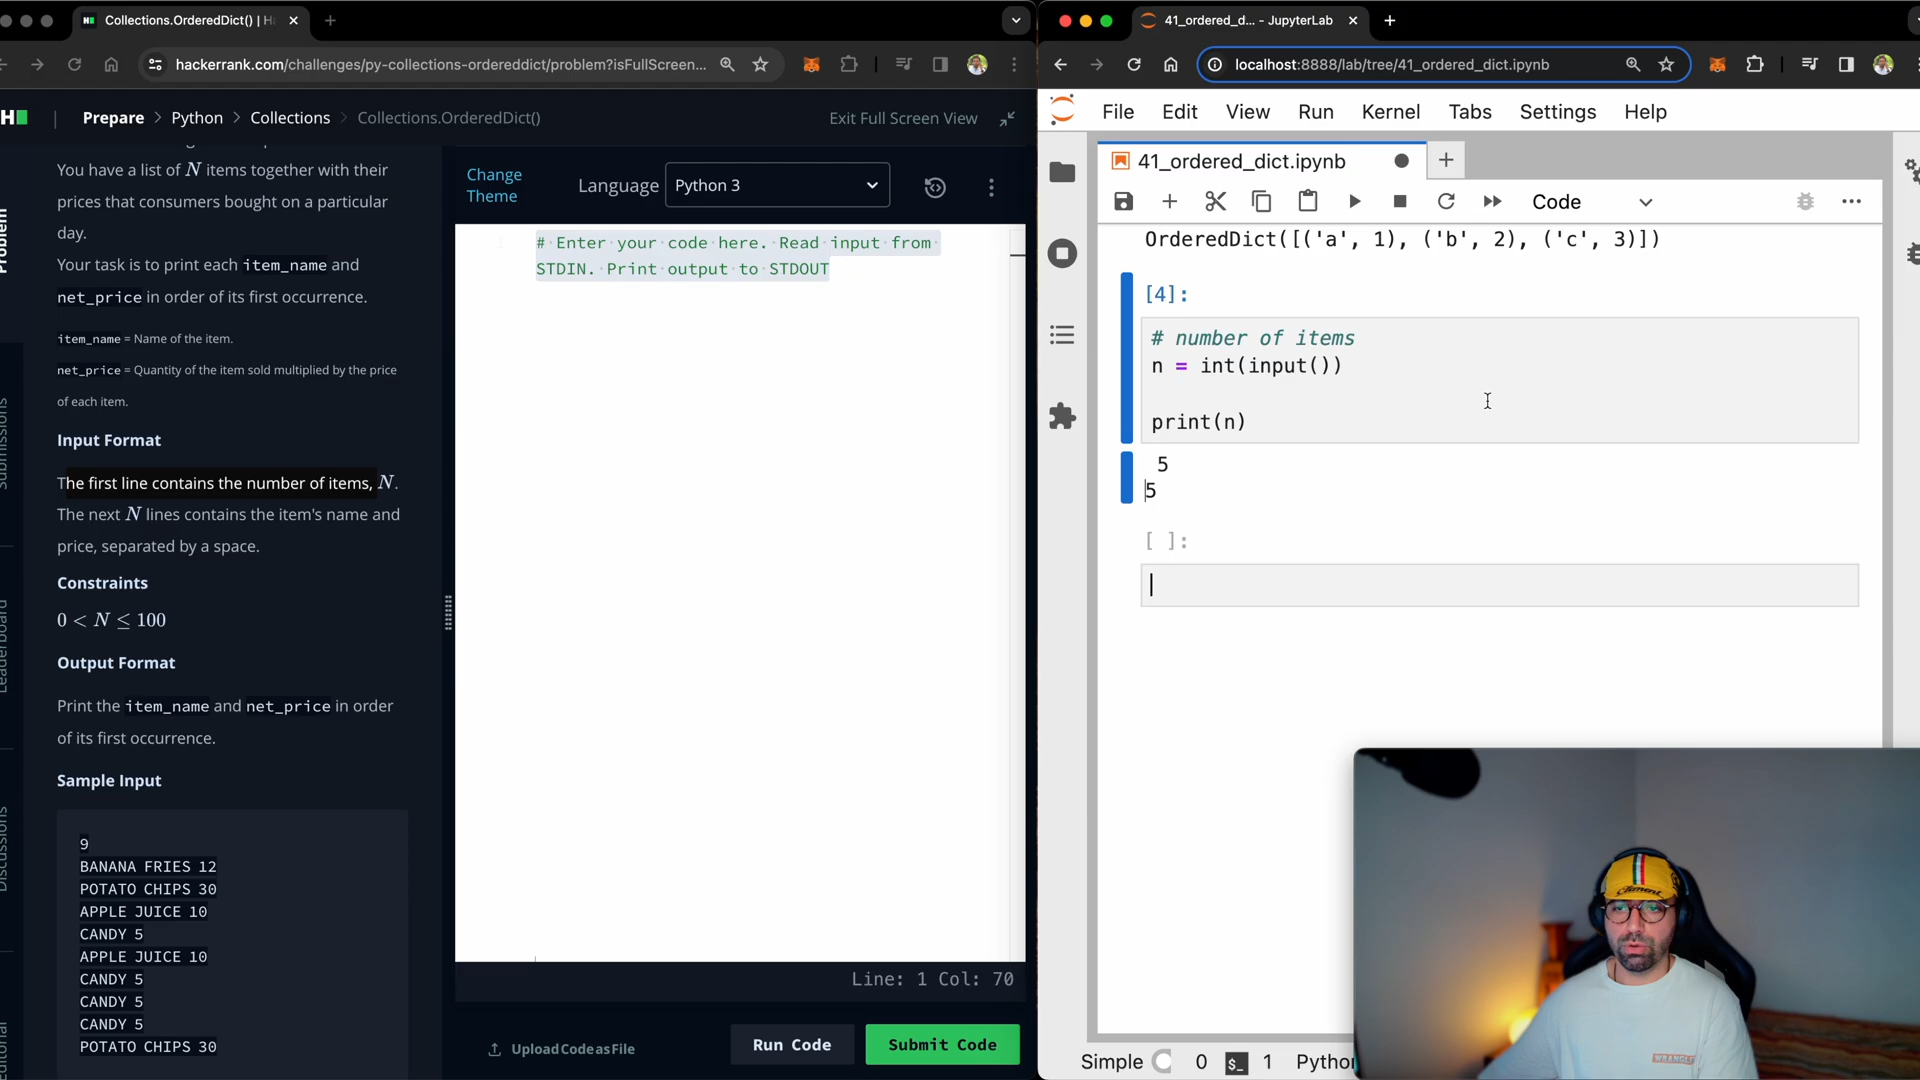 Collections.OrderedDict() | H
hackerrank.com/challenges/py-collections-ordereddict/problem?isFullScreen...
Prepare > Python > Collections > Collections.OrderedDict()
Exit Full Screen View
Problem
Submissions
Leaderboard
Discussions
Editorial
You have a list of N items together with their
prices that consumers bought on a particular
day.
Your task is to print each item_name and
net_price in order of its first occurrence.
item_name = Name of the item.
net_price = Quantity of the item sold multiplied by the price
of each item.
Input Format
The first line contains the number of items, N.
The next N lines contains the item's name and
price, separated by a space.
Constraints
0 < N ≤ 100
Output Format
Print the item_name and net_price in order
of its first occurrence.
Sample Input
9
BANANA FRIES 12
POTATO CHIPS 30
APPLE JUICE 10
CANDY 5
APPLE JUICE 10
CANDY 5
CANDY 5
CANDY 5
POTATO CHIPS 30
Change
Theme
Language
Python 3
1
# Enter your code here. Read input from
STDIN. Print output to STDOUT
Line: 1 Col: 70
Upload Code as File
Run Code
Submit Code
41_ordered_d... - JupyterLab
localhost:8888/lab/tree/41_ordered_dict.ipynb
File Edit View Run Kernel Tabs Settings Help
41_ordered_dict.ipynb
Code
OrderedDict([('a', 1), ('b', 2), ('c', 3)])
[4]:
# number of items
n = int(input())
print(n)
5
5
[ ]:
Simple 0 $_ 1 Python
WRANGLER